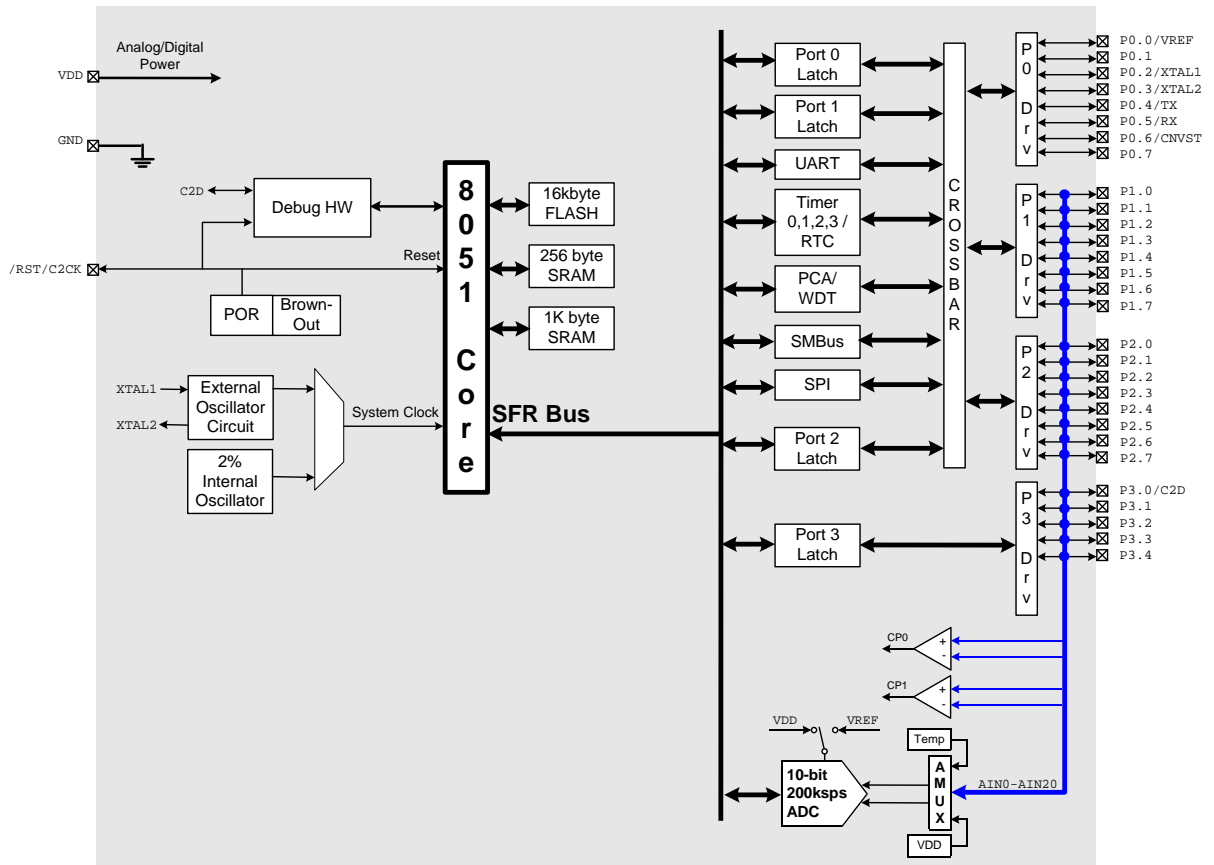 Analog/Digital
Power
VDD
GND
C2D
Debug HW
/RST/C2CK
Reset
POR
Brown-
Out
XTAL1
XTAL2
External
Oscillator
Circuit
2%
Internal
Oscillator
System Clock
8
0
5
1
C
o
r
e
16kbyte
FLASH
256 byte
SRAM
1K byte
SRAM
SFR Bus
Port 0
Latch
Port 1
Latch
UART
Timer
0,1,2,3 /
RTC
PCA/
WDT
SMBus
SPI
Port 2
Latch
Port 3
Latch
C
R
O
S
S
B
A
R
P
0
D
r
v
P
1
D
r
v
P
2
D
r
v
P
3
D
r
v
P0.0/VREF
P0.1
P0.2/XTAL1
P0.3/XTAL2
P0.4/TX
P0.5/RX
P0.6/CNVST
P0.7
P1.0
P1.1
P1.2
P1.3
P1.4
P1.5
P1.6
P1.7
P2.0
P2.1
P2.2
P2.3
P2.4
P2.5
P2.6
P2.7
P3.0/C2D
P3.1
P3.2
P3.3
P3.4
CP0
+
-
CP1
+
-
VDD
VREF
Temp
10-bit
200ksps
ADC
A
M
U
X
AIN0-AIN20
VDD